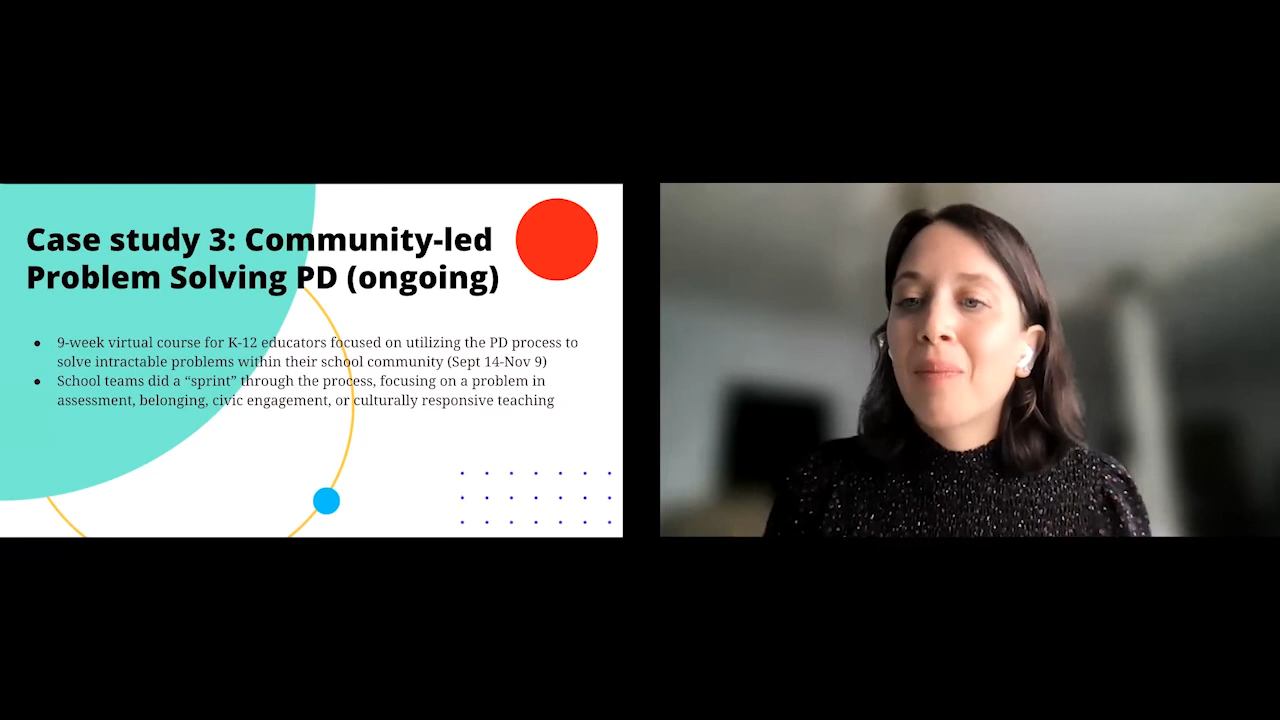 Case study 3: Community-led
Problem Solving PD (ongoing)
● 9-week virtual course for K-12 educators focused on utilizing the PD process to
solve intractable problems within their school community (Sept 14-Nov 9)
● School teams did a “sprint” through the process, focusing on a problem in
assessment, belonging, civic engagement, or culturally responsive teaching